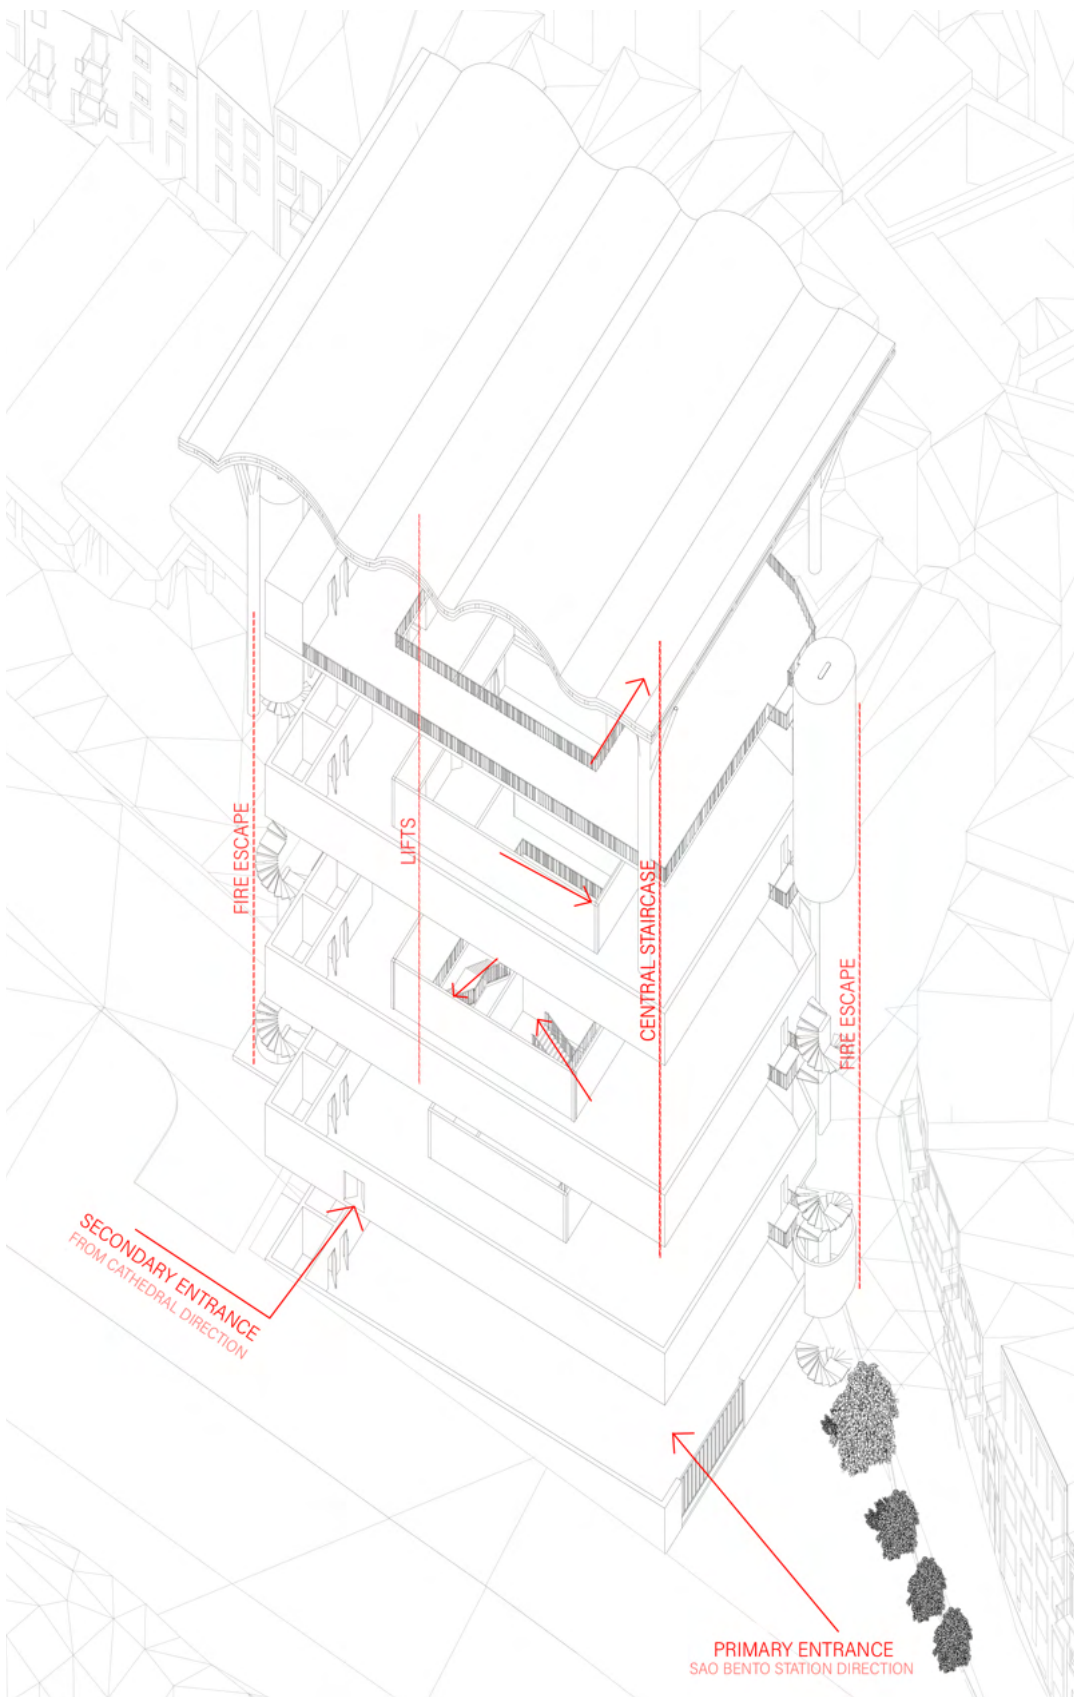 LIFTS
FIRE ESCAPE
CENTRAL STAIRCASE
FIRE ESCAPE
SECONDARY ENTRANCE
FROM CATHEDRAL DIRECTION
PRIMARY ENTRANCE
SAO BENTO STATION DIRECTION